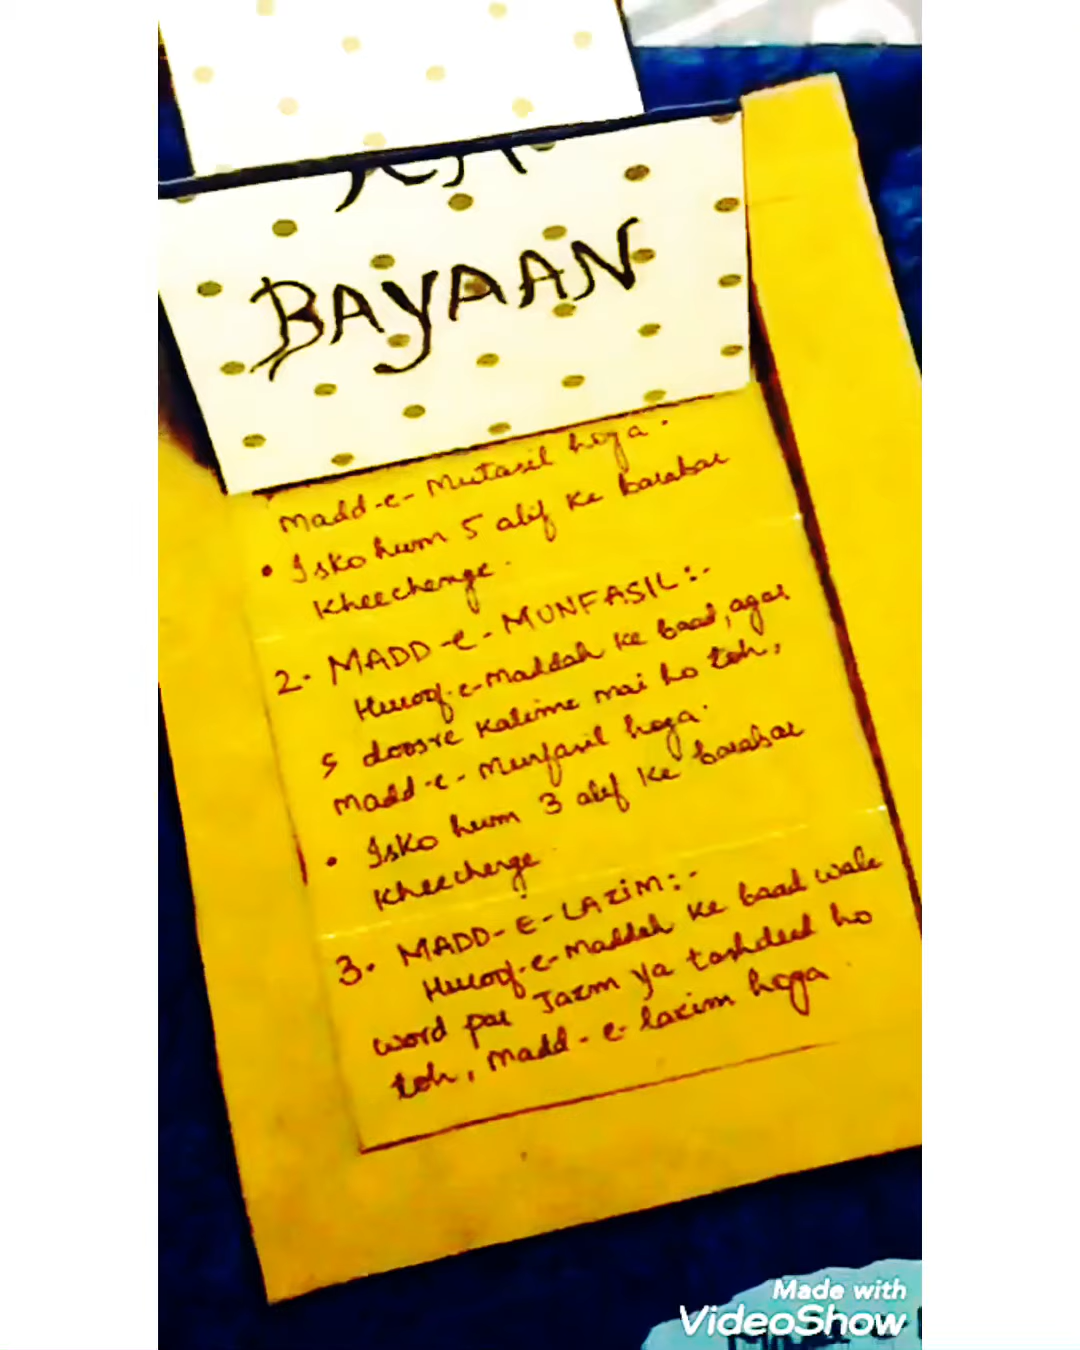 BAYAAN
Madd-e-Mutasil hoga.
• Isko hum 5 alif ke barabar
Kheechenge.
2. MADD-e-MUNFASIL:-
Huroof-e-Maddah ke baad, agar
ء doosre Kalime mai ho toh,
Madd-e-Munfasil hoga.
• Isko hum 3 alif ke barabar
Kheechenge.
3. MADD-E-LAZIM:-
Huroof-e-Maddah ke baad wale
word par Jazm ya tashdeed ho
toh, Madd-e-lazim hoga.
Made with
VideoShow